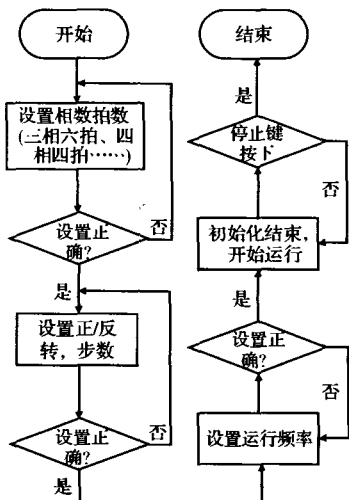 开始
设置相数拍数
(三相六拍、四
相四拍……)
设置正
确?
否
是
设置正/反
转，步数
设置正
确?
否
是
结束
是
停止键
按下
否
初始化结束，
开始运行
是
设置正
确?
否
设置运行频率